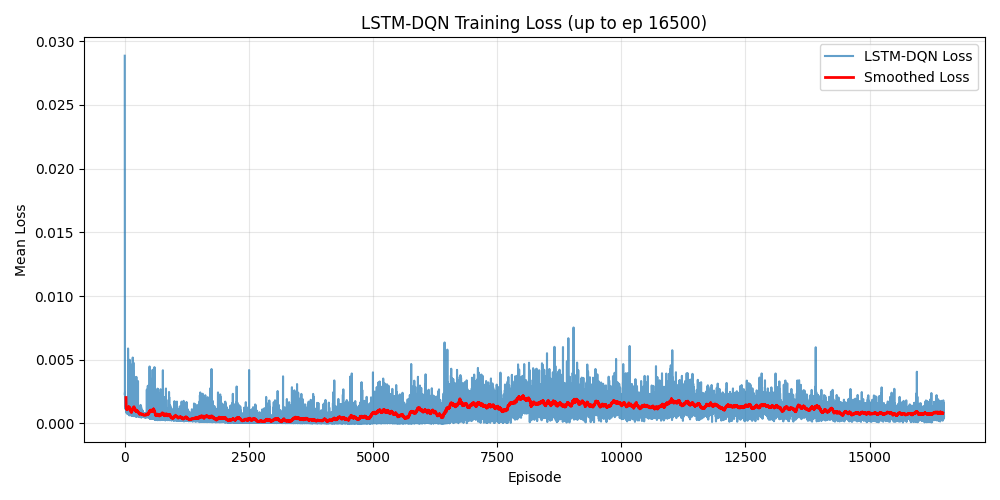 LSTM-DQN Training Loss (up to ep 16500)
0.030
0.025
0.020
0.015
0.010
0.005
0.000
Mean Loss
LSTM-DQN Loss
Smoothed Loss
0 2500 5000 7500 10000 12500 15000
Episode